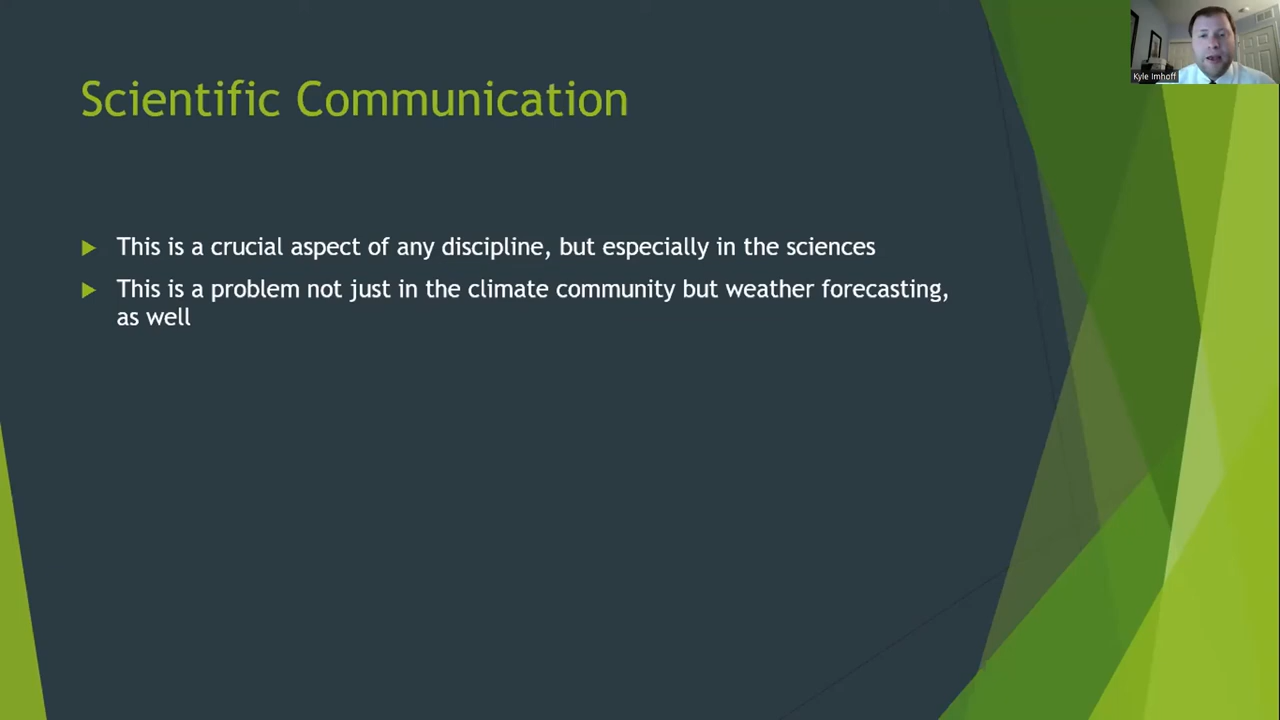 Kyle Imhoff
Scientific Communication
This is a crucial aspect of any discipline, but especially in the sciences
This is a problem not just in the climate community but weather forecasting,
as well